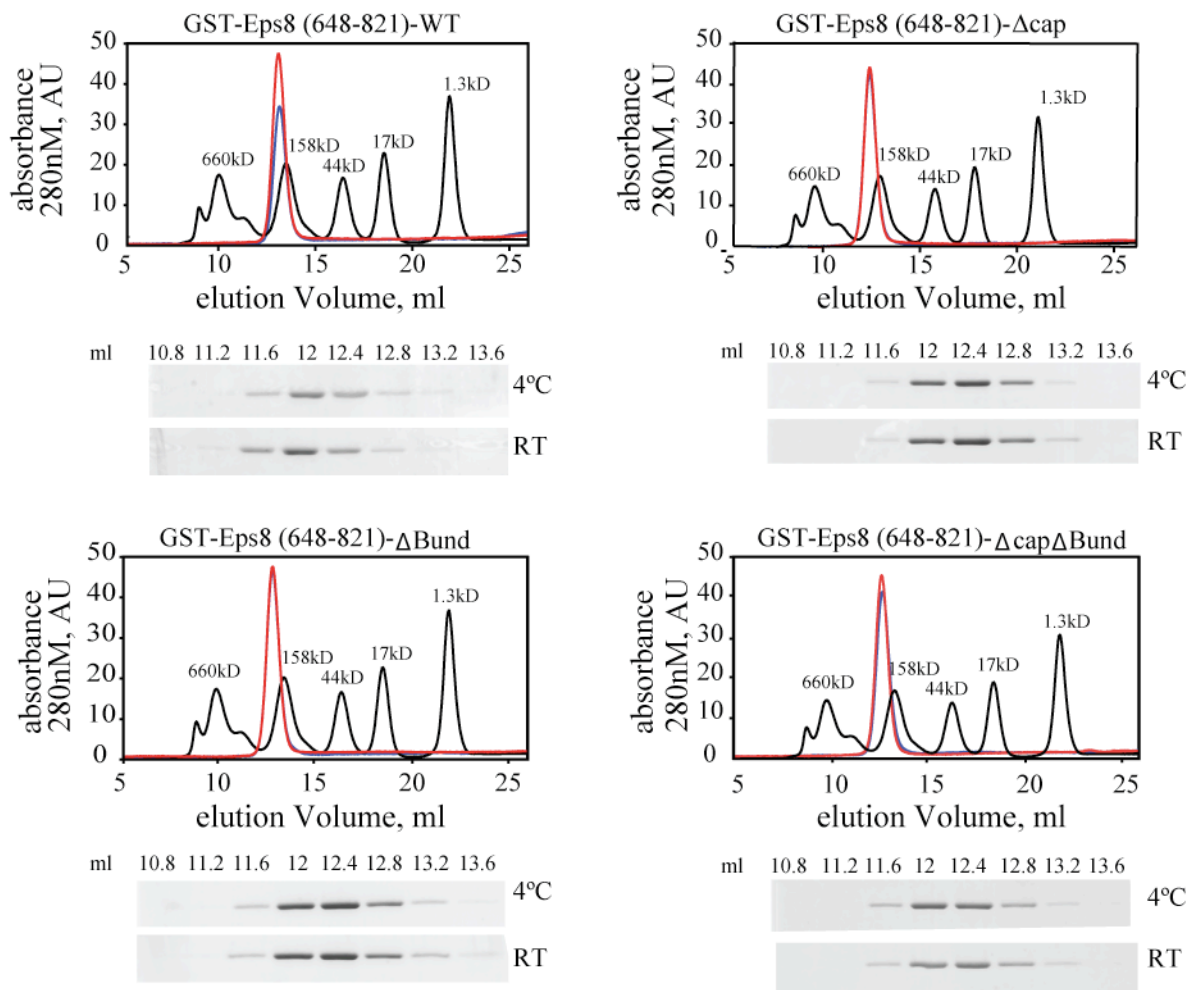 GST-Eps8 (648-821)-WT
absorbance
280nM, AU
50
40
30
20
10
0
660kD
158kD
44kD
17kD
1.3kD
5 10 15 20 25
elution Volume, ml
ml 10.8 11.2 11.6 12 12.4 12.8 13.2 13.6
4ºC
RT
GST-Eps8 (648-821)-Δcap
absorbance
280nM, AU
50
40
30
20
10
0
660kD
158kD
44kD
17kD
1.3kD
5 10 15 20 25
elution Volume, ml
ml 10.8 11.2 11.6 12 12.4 12.8 13.2 13.6
4ºC
RT
GST-Eps8 (648-821)-ΔBund
absorbance
280nM, AU
50
40
30
20
10
0
660kD
158kD
44kD
17kD
1.3kD
5 10 15 20 25
elution Volume, ml
ml 10.8 11.2 11.6 12 12.4 12.8 13.2 13.6
4ºC
RT
GST-Eps8 (648-821)-ΔcapΔBund
absorbance
280nM, AU
50
40
30
20
10
0
660kD
158kD
44kD
17kD
1.3kD
5 10 15 20 25
elution Volume, ml
ml 10.8 11.2 11.6 12 12.4 12.8 13.2 13.6
4ºC
RT